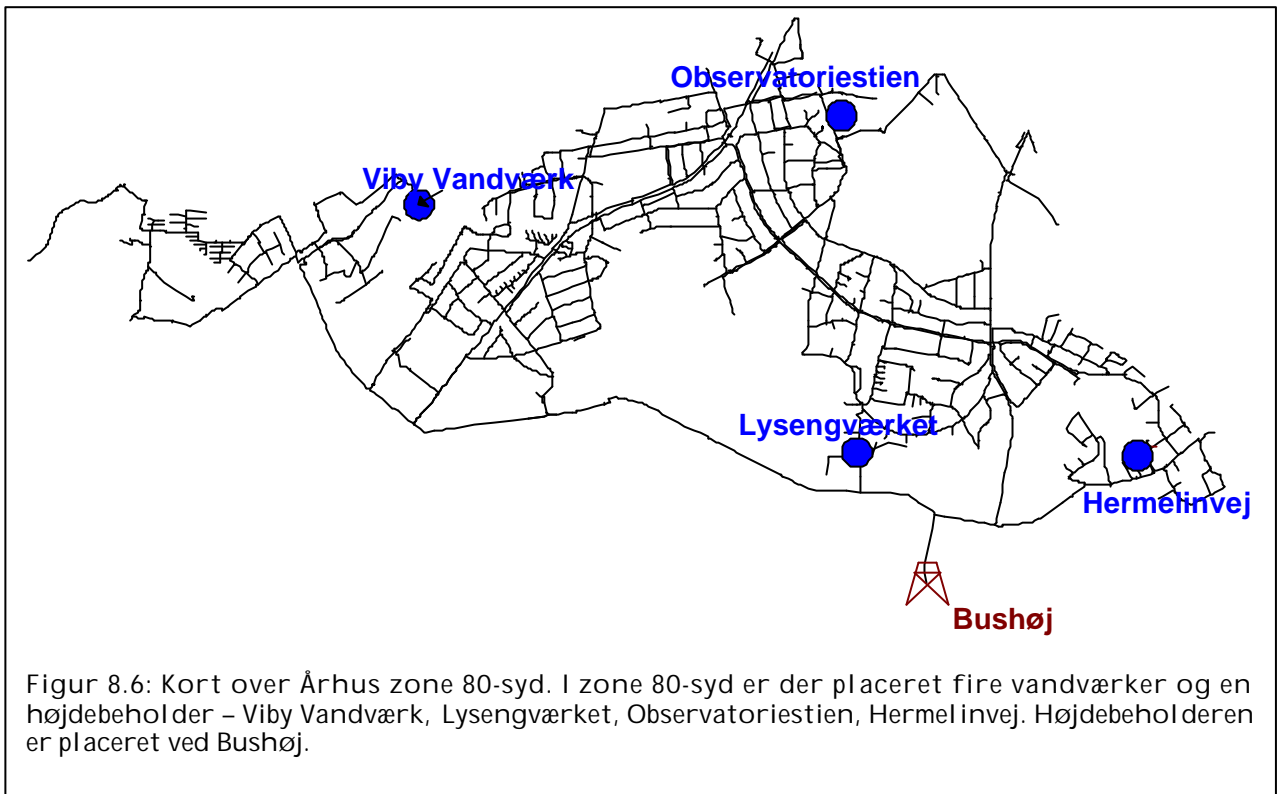 Observatoriestien
Viby Vandværk
Lysengværket
Hermelinvej
Bushøj
Figur 8.6: Kort over Århus zone 80-syd. I zone 80-syd er der placeret fire vandværker og en
højdebeholder – Viby Vandværk, Lysengværket, Observatoriestien, Hermelinvej. Højdebeholderen
er placeret ved Bushøj.